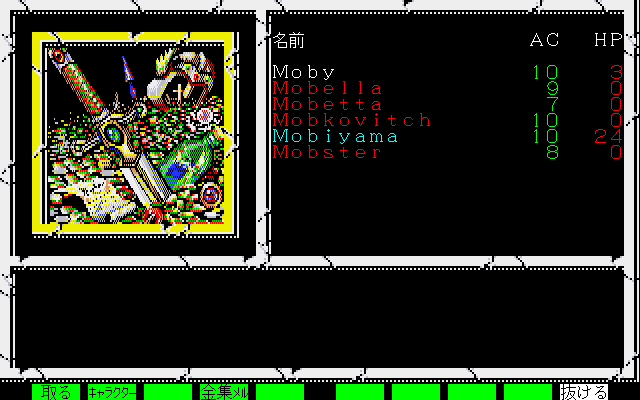 名前 AC HP
Moby 10 3
Mobella 9 0
Mobetta 7 0
Mobkovitch 10 0
Mobiyama 10 24
Mobster 8 0
取る ｷｬﾗｸﾀｰ 金集ﾒﾙ 抜ける